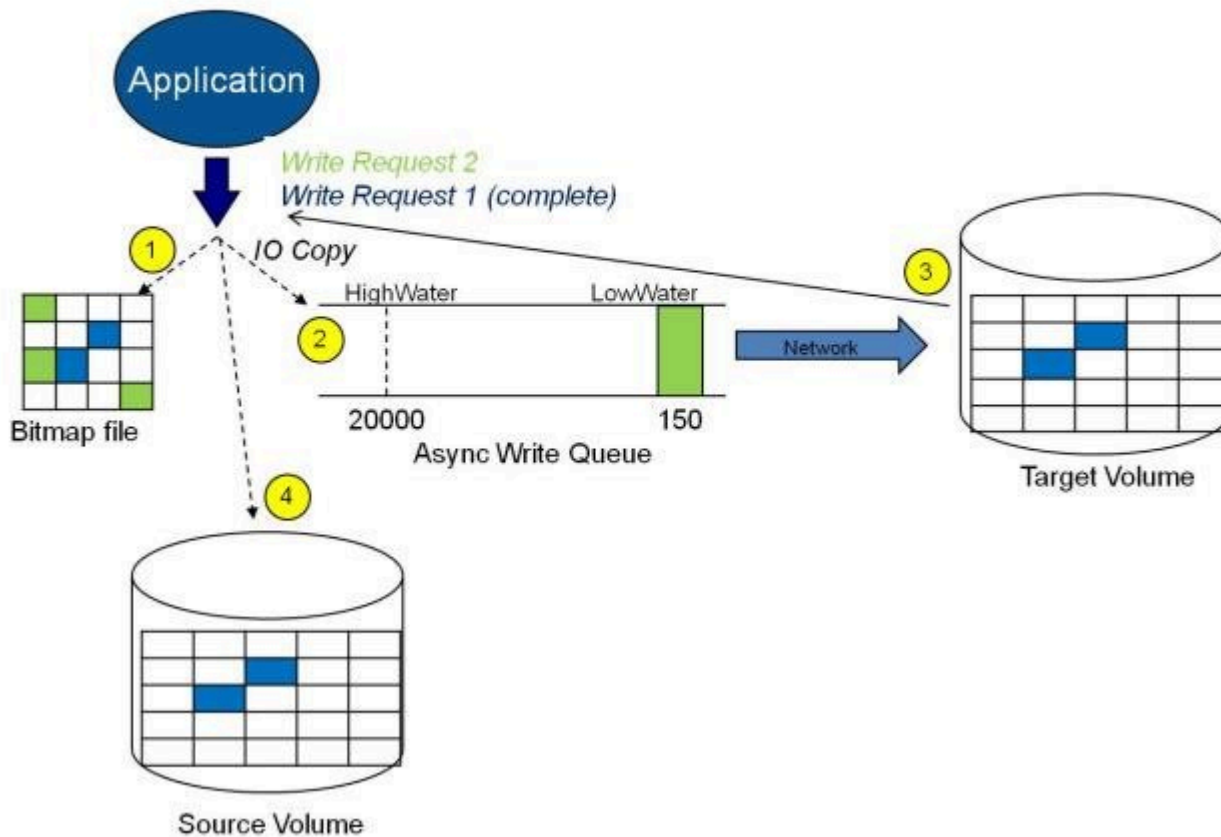 Application
Write Request 2
Write Request 1 (complete)
1
IO Copy
3
HighWater
LowWater
2
Network
Bitmap file
20000
150
Async Write Queue
Target Volume
4
Source Volume